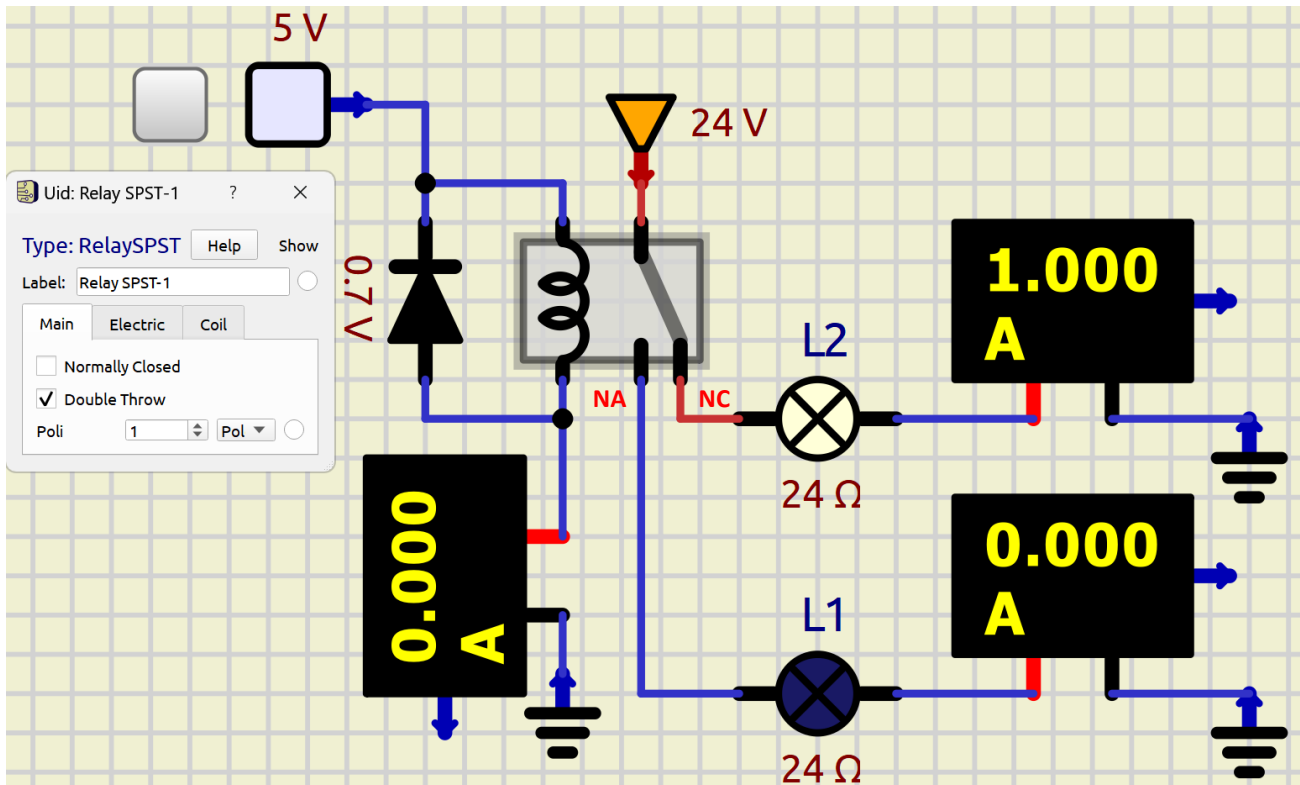 5 V
24 V
Uid: Relay SPST-1
?
Type: RelaySPST
Help
Show
Label:
Relay SPST-1
Main
Electric
Coil
Normally Closed
Double Throw
Poli
1
Pol
0.7 V
NA
NC
L2
24 Ω
1.000
A
0.000
A
L1
24 Ω
0.000
A